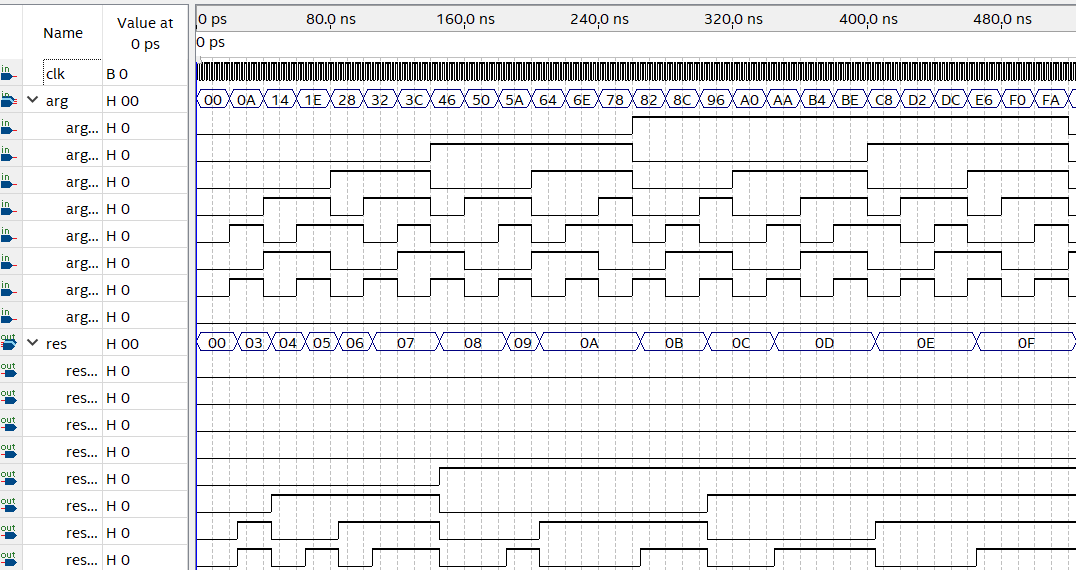 Name
Value at
0 ps
0 ps 80.0 ns 160.0 ns 240.0 ns 320.0 ns 400.0 ns 480.0 ns
0 ps
in clk B 0
in arg H 00 00 0A 14 1E 28 32 3C 46 50 5A 64 6E 78 82 8C 96 A0 AA B4 BE C8 D2 DC E6 F0 FA
in arg... H 0
in arg... H 0
in arg... H 0
in arg... H 0
in arg... H 0
in arg... H 0
in arg... H 0
in arg... H 0
out res H 00 00 03 04 05 06 07 08 09 0A 0B 0C 0D 0E 0F
out res... H 0
out res... H 0
out res... H 0
out res... H 0
out res... H 0
out res... H 0
out res... H 0
out res... H 0